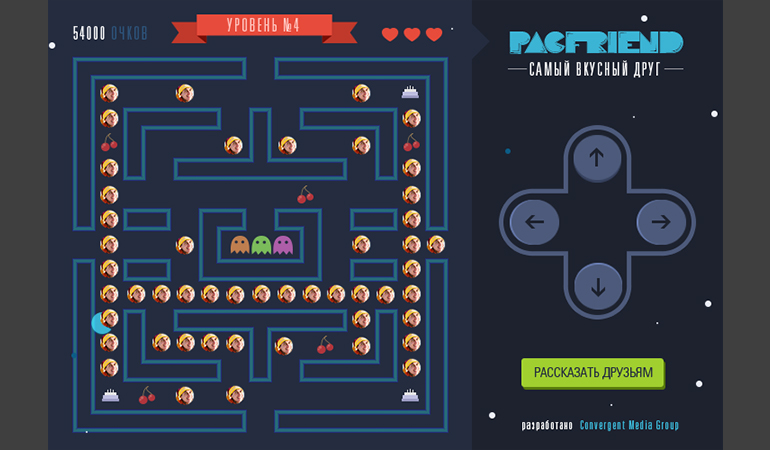 54000 ОЧКОВ
УРОВЕНЬ №4
PACFRIEND
САМЫЙ ВКУСНЫЙ ДРУГ
РАССКАЗАТЬ ДРУЗЬЯМ
разработано Convergent Media Group